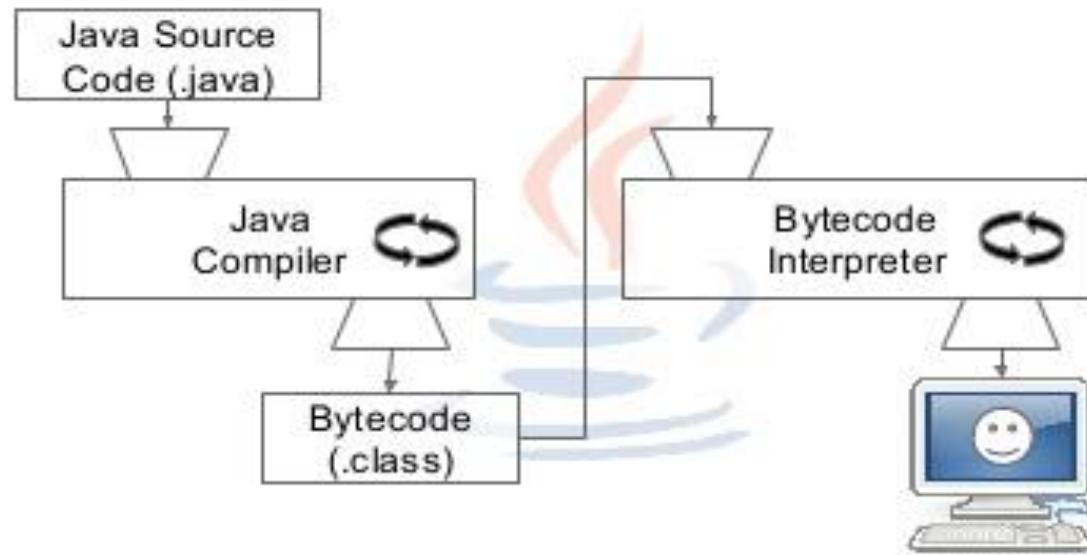 Java Source
Code (.java)
Java
Compiler
Bytecode
(.class)
Bytecode
Interpreter